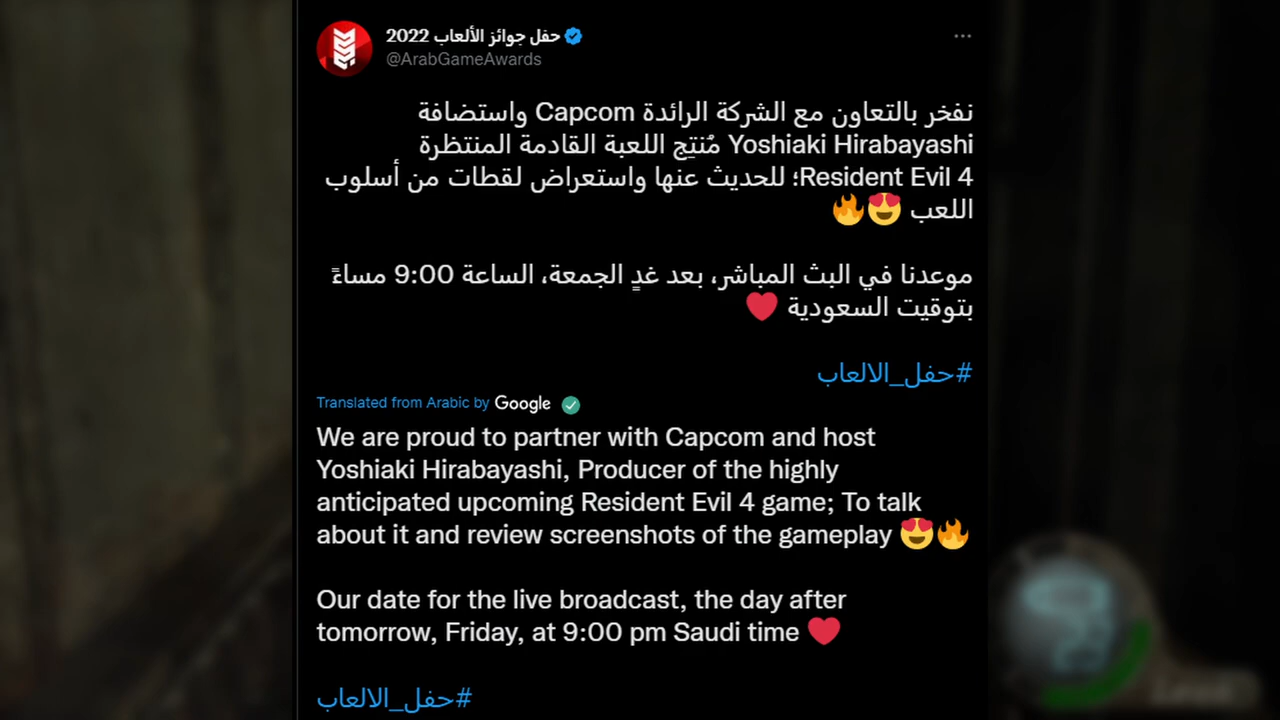 حفل جوائز الألعاب 2022
@ArabGameAwards
نفخر بالتعاون مع الشركة الرائدة Capcom واستضافة
Yoshiaki Hirabayashi مُنتِج اللعبة القادمة المنتظرة
Resident Evil 4؛ للحديث عنها واستعراض لقطات من أسلوب
اللعب 😍🔥
موعدنا في البث المباشر، بعد غدٍ الجمعة، الساعة 9:00 مساءً
بتوقيت السعودية ❤️
#حفل_الالعاب
Translated from Arabic by Google
We are proud to partner with Capcom and host
Yoshiaki Hirabayashi, Producer of the highly
anticipated upcoming Resident Evil 4 game; To talk
about it and review screenshots of the gameplay 😍🔥
Our date for the live broadcast, the day after
tomorrow, Friday, at 9:00 pm Saudi time ❤️
#حفل_الالعاب